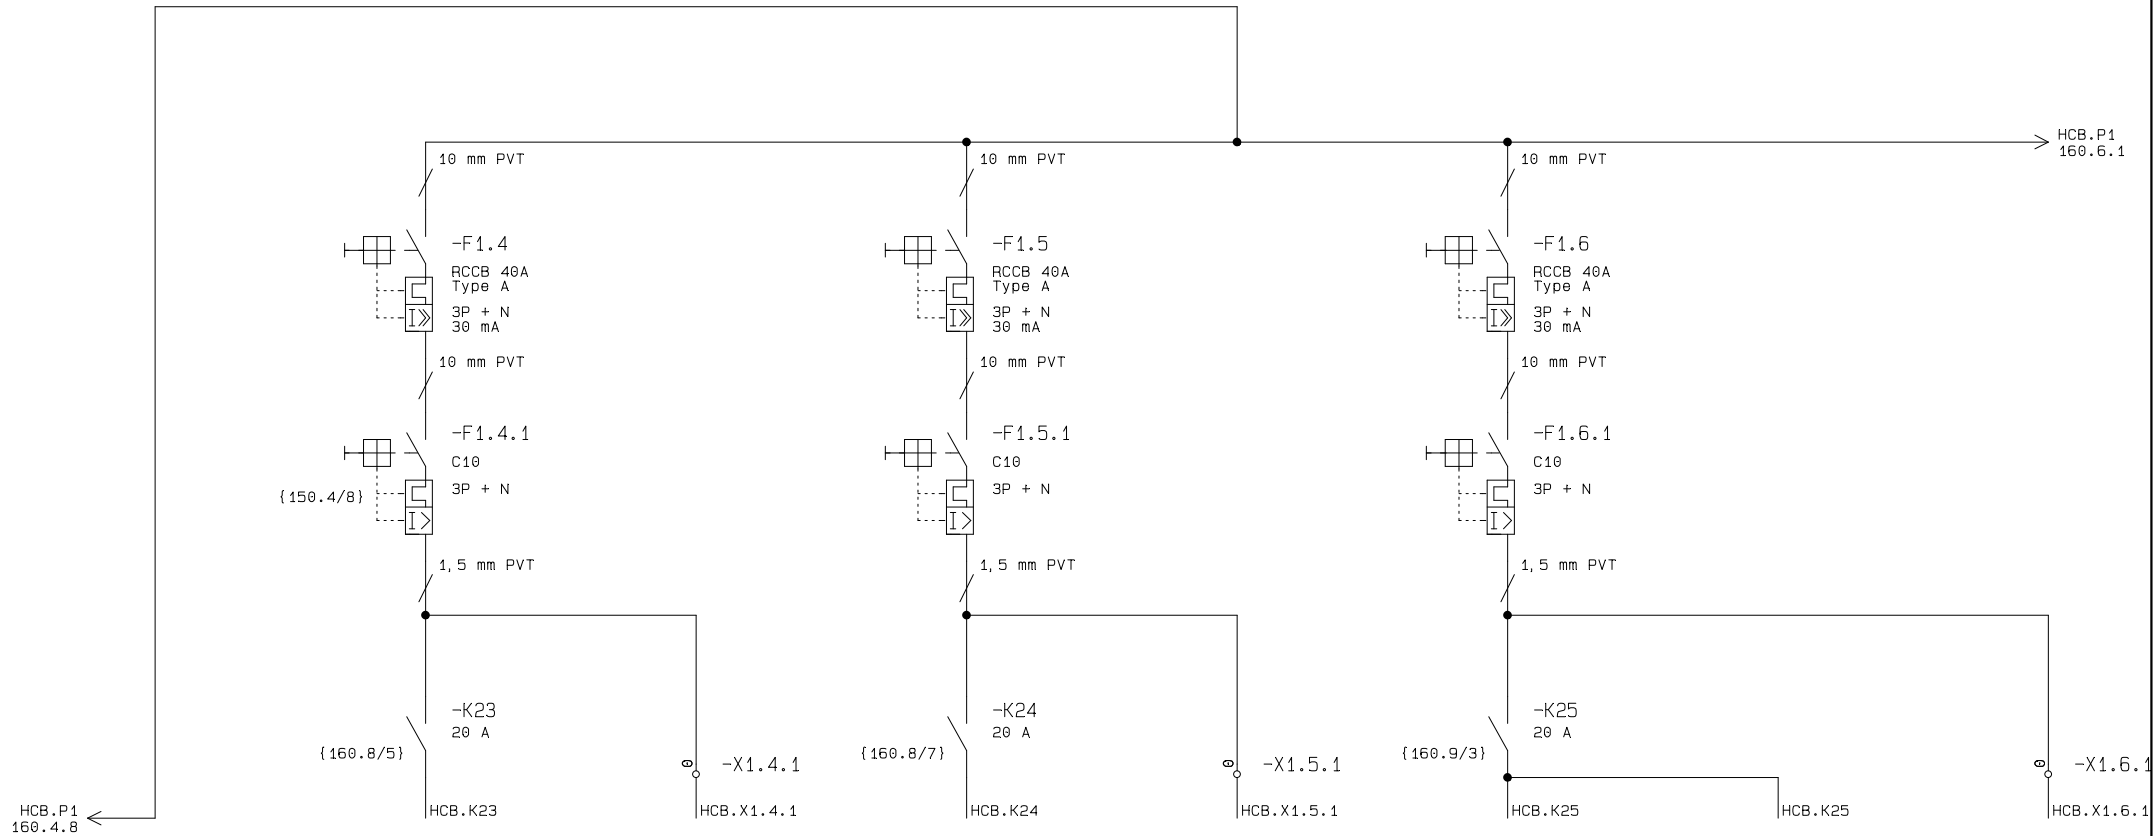 HCB.P1
160.6.1
10 mm PVT
10 mm PVT
10 mm PVT
-F1.4
RCCB 40A
Type A
3P + N
30 mA
-F1.5
RCCB 40A
Type A
3P + N
30 mA
-F1.6
RCCB 40A
Type A
3P + N
30 mA
I>>
I>>
I>>
10 mm PVT
10 mm PVT
10 mm PVT
-F1.4.1
C10
3P + N
{150.4/8}
-F1.5.1
C10
3P + N
-F1.6.1
C10
3P + N
I>
I>
I>
1,5 mm PVT
1,5 mm PVT
1,5 mm PVT
-K23
20 A
{160.8/5}
0
-X1.4.1
-K24
20 A
{160.8/7}
0
-X1.5.1
-K25
20 A
{160.9/3}
0
-X1.6.1
HCB.P1
160.4.8
HCB.K23
HCB.X1.4.1
HCB.K24
HCB.X1.5.1
HCB.K25
HCB.K25
HCB.X1.6.1